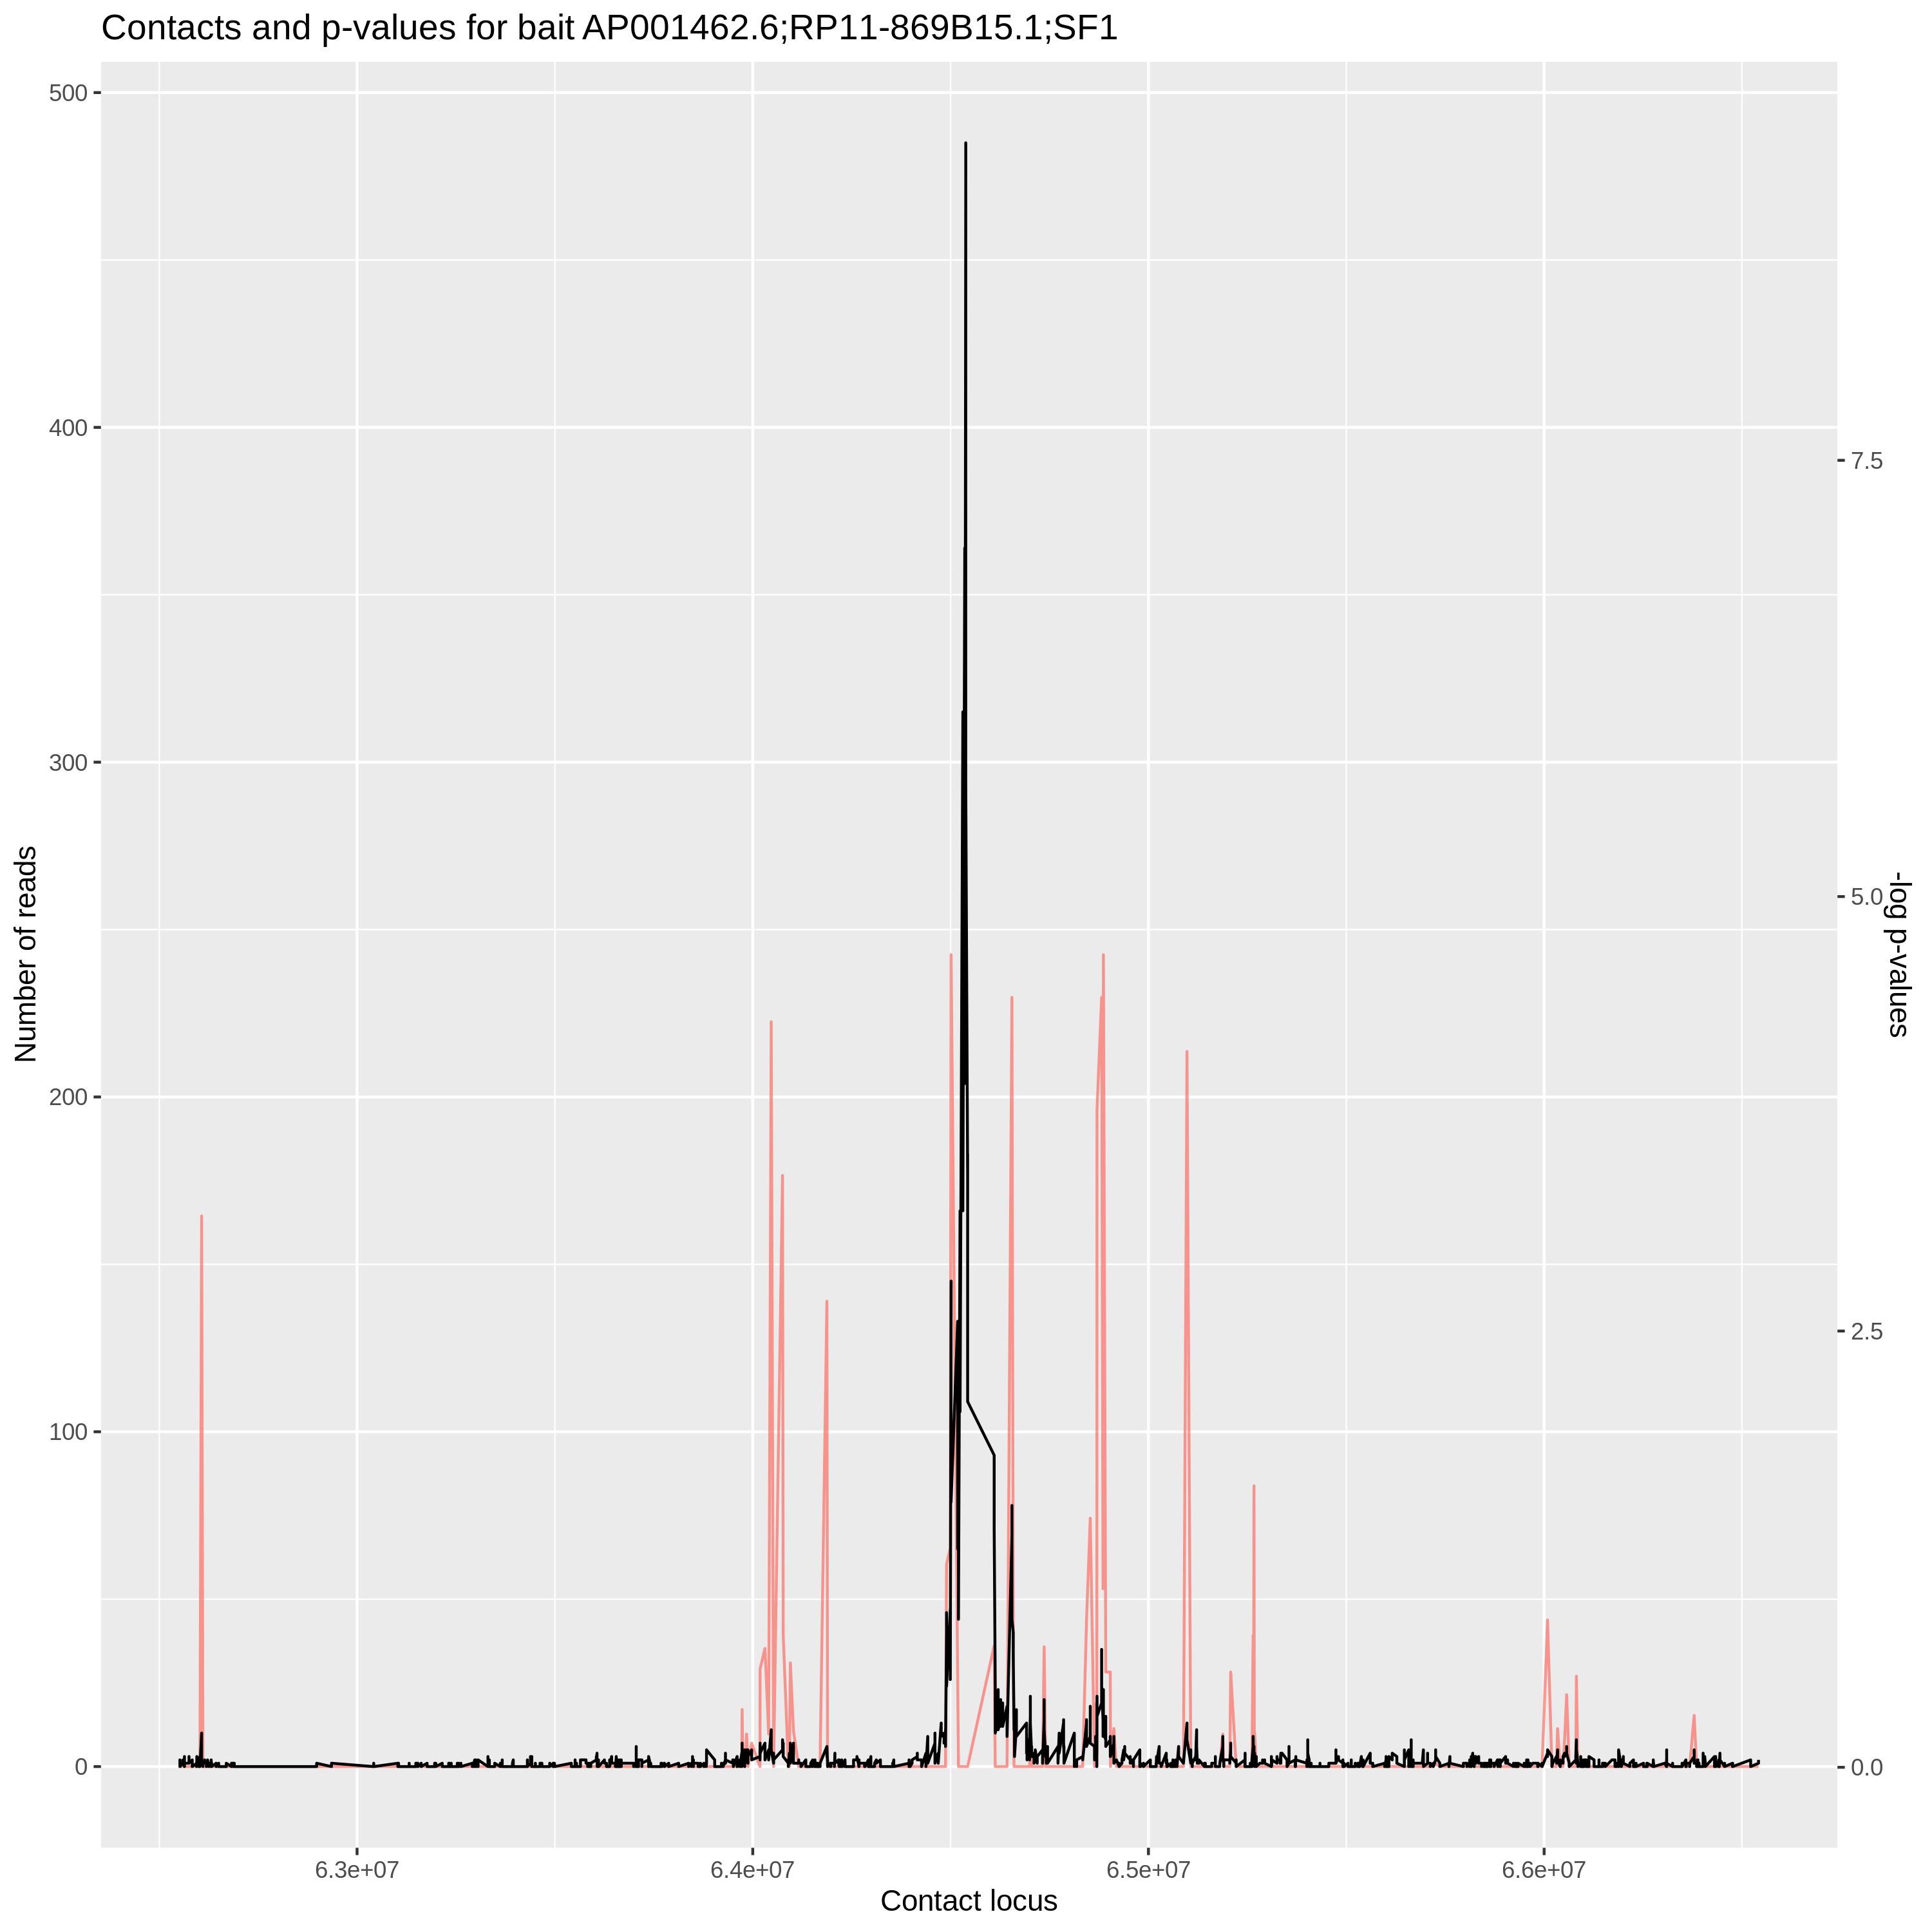 Contacts and p-values for bait AP001462.6;RP11-869B15.1;SF1
500
400
300
200
100
0
Number of reads
7.5
5.0
2.5
0.0
-log p-values
6.3e+07 6.4e+07 6.5e+07 6.6e+07
Contact locus